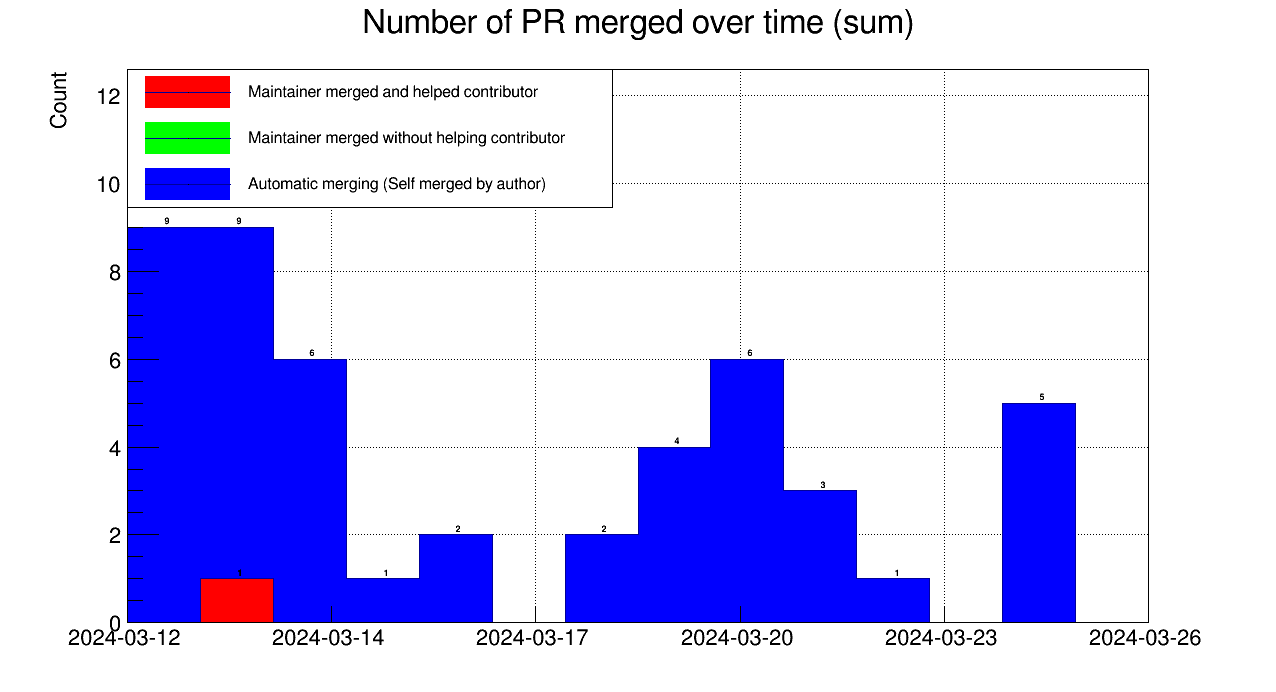 Number of PR merged over time (sum)
Count
Maintainer merged and helped contributor
Maintainer merged without helping contributor
Automatic merging (Self merged by author)
12
10
8
6
4
2
0
9 9 6 1 2 2 4 6 3 1 5
1
2024-03-12 2024-03-14 2024-03-17 2024-03-20 2024-03-23 2024-03-26